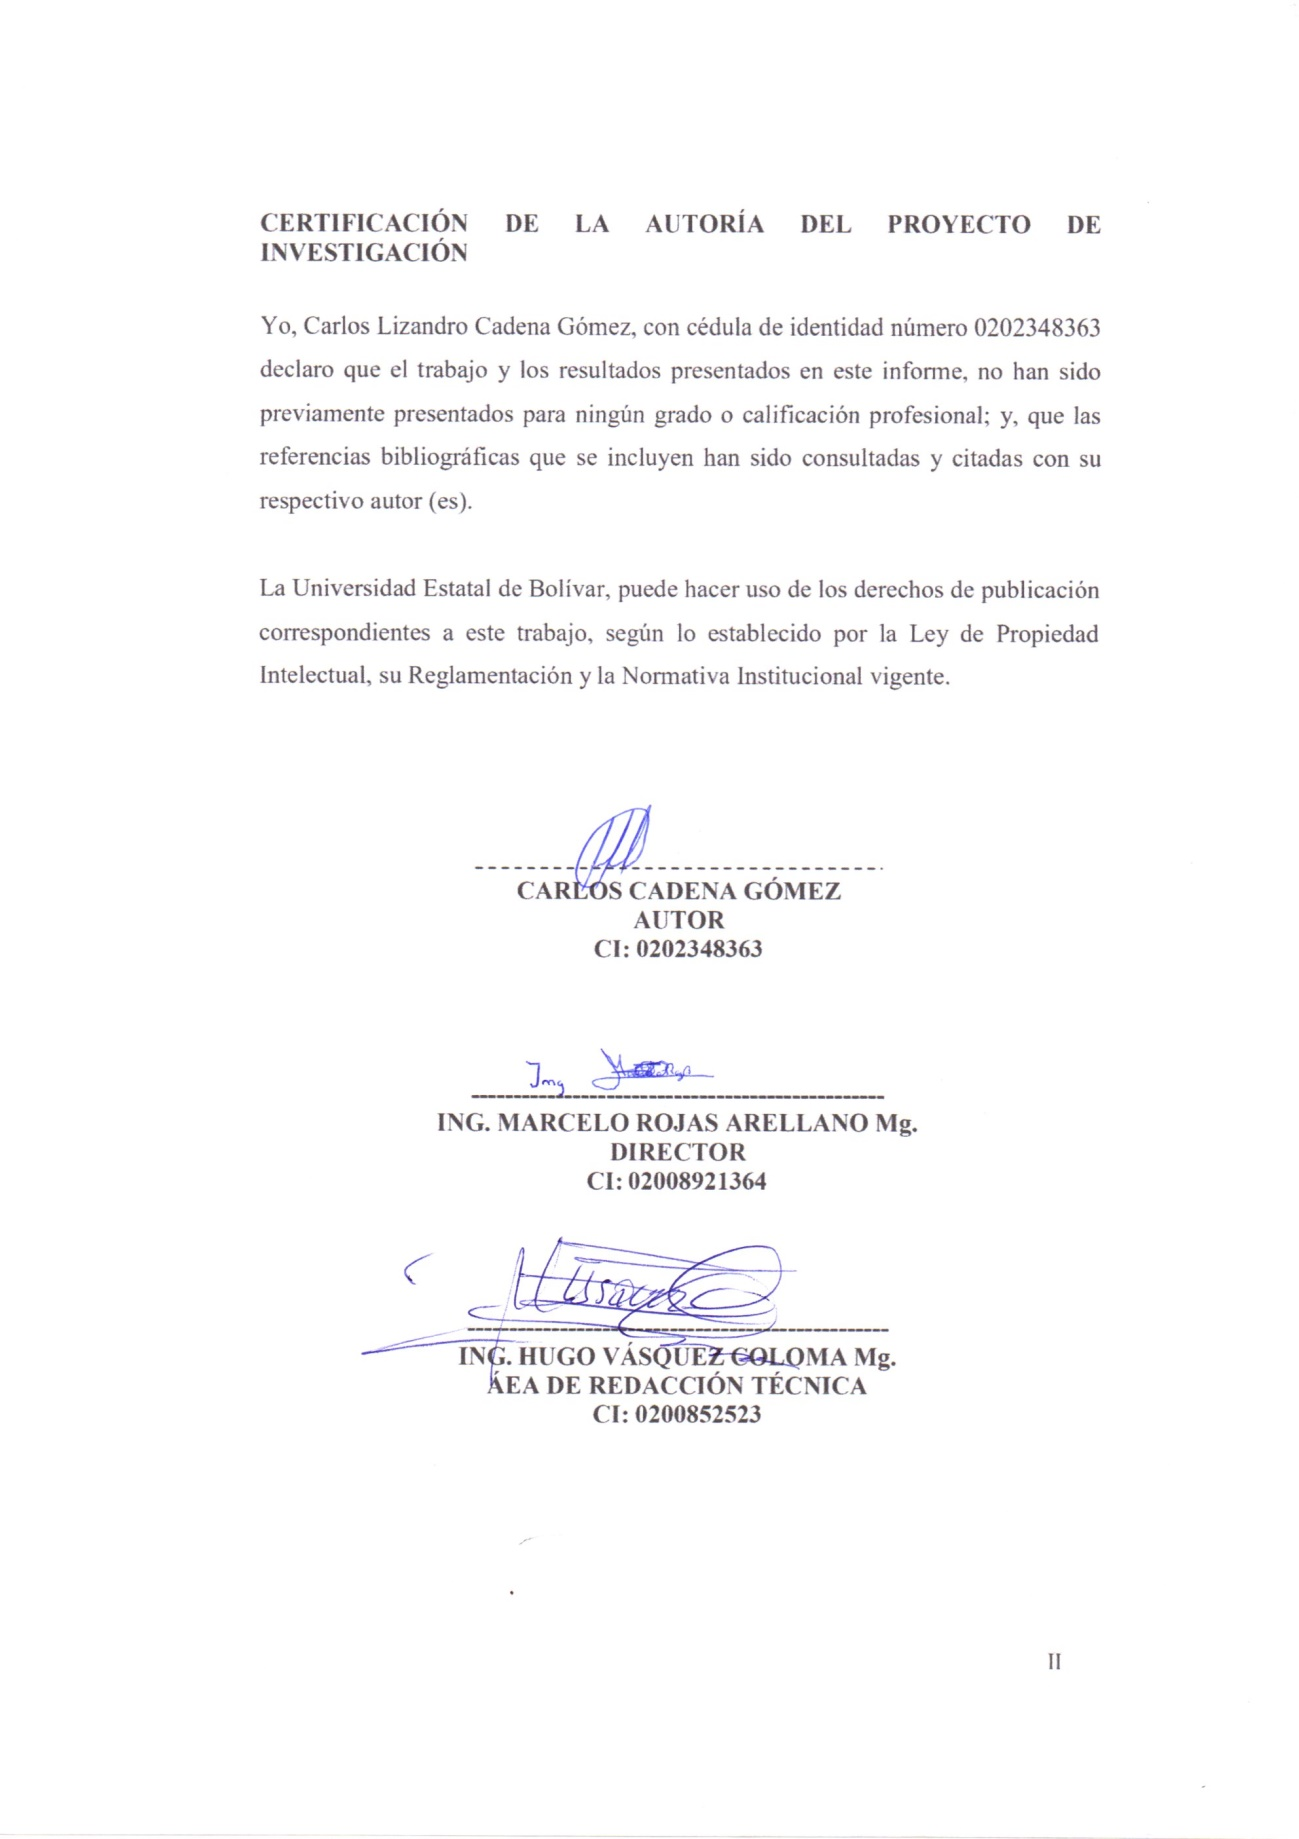 CERTIFICACIÓN DE LA AUTORÍA DEL PROYECTO DE
INVESTIGACIÓN
Yo, Carlos Lizandro Cadena Gómez, con cédula de identidad número 0202348363
declaro que el trabajo y los resultados presentados en este informe, no han sido
previamente presentados para ningún grado o calificación profesional; y, que las
referencias bibliográficas que se incluyen han sido consultadas y citadas con su
respectivo autor (es).
La Universidad Estatal de Bolívar, puede hacer uso de los derechos de publicación
correspondientes a este trabajo, según lo establecido por la Ley de Propiedad
Intelectual, su Reglamentación y la Normativa Institucional vigente.
CARLOS CADENA GÓMEZ
AUTOR
CI: 0202348363
Ing
ING. MARCELO ROJAS ARELLANO Mg.
DIRECTOR
CI: 02008921364
ING. HUGO VÁSQUEZ COLOMA Mg.
ÁEA DE REDACCIÓN TÉCNICA
CI: 0200852523
II